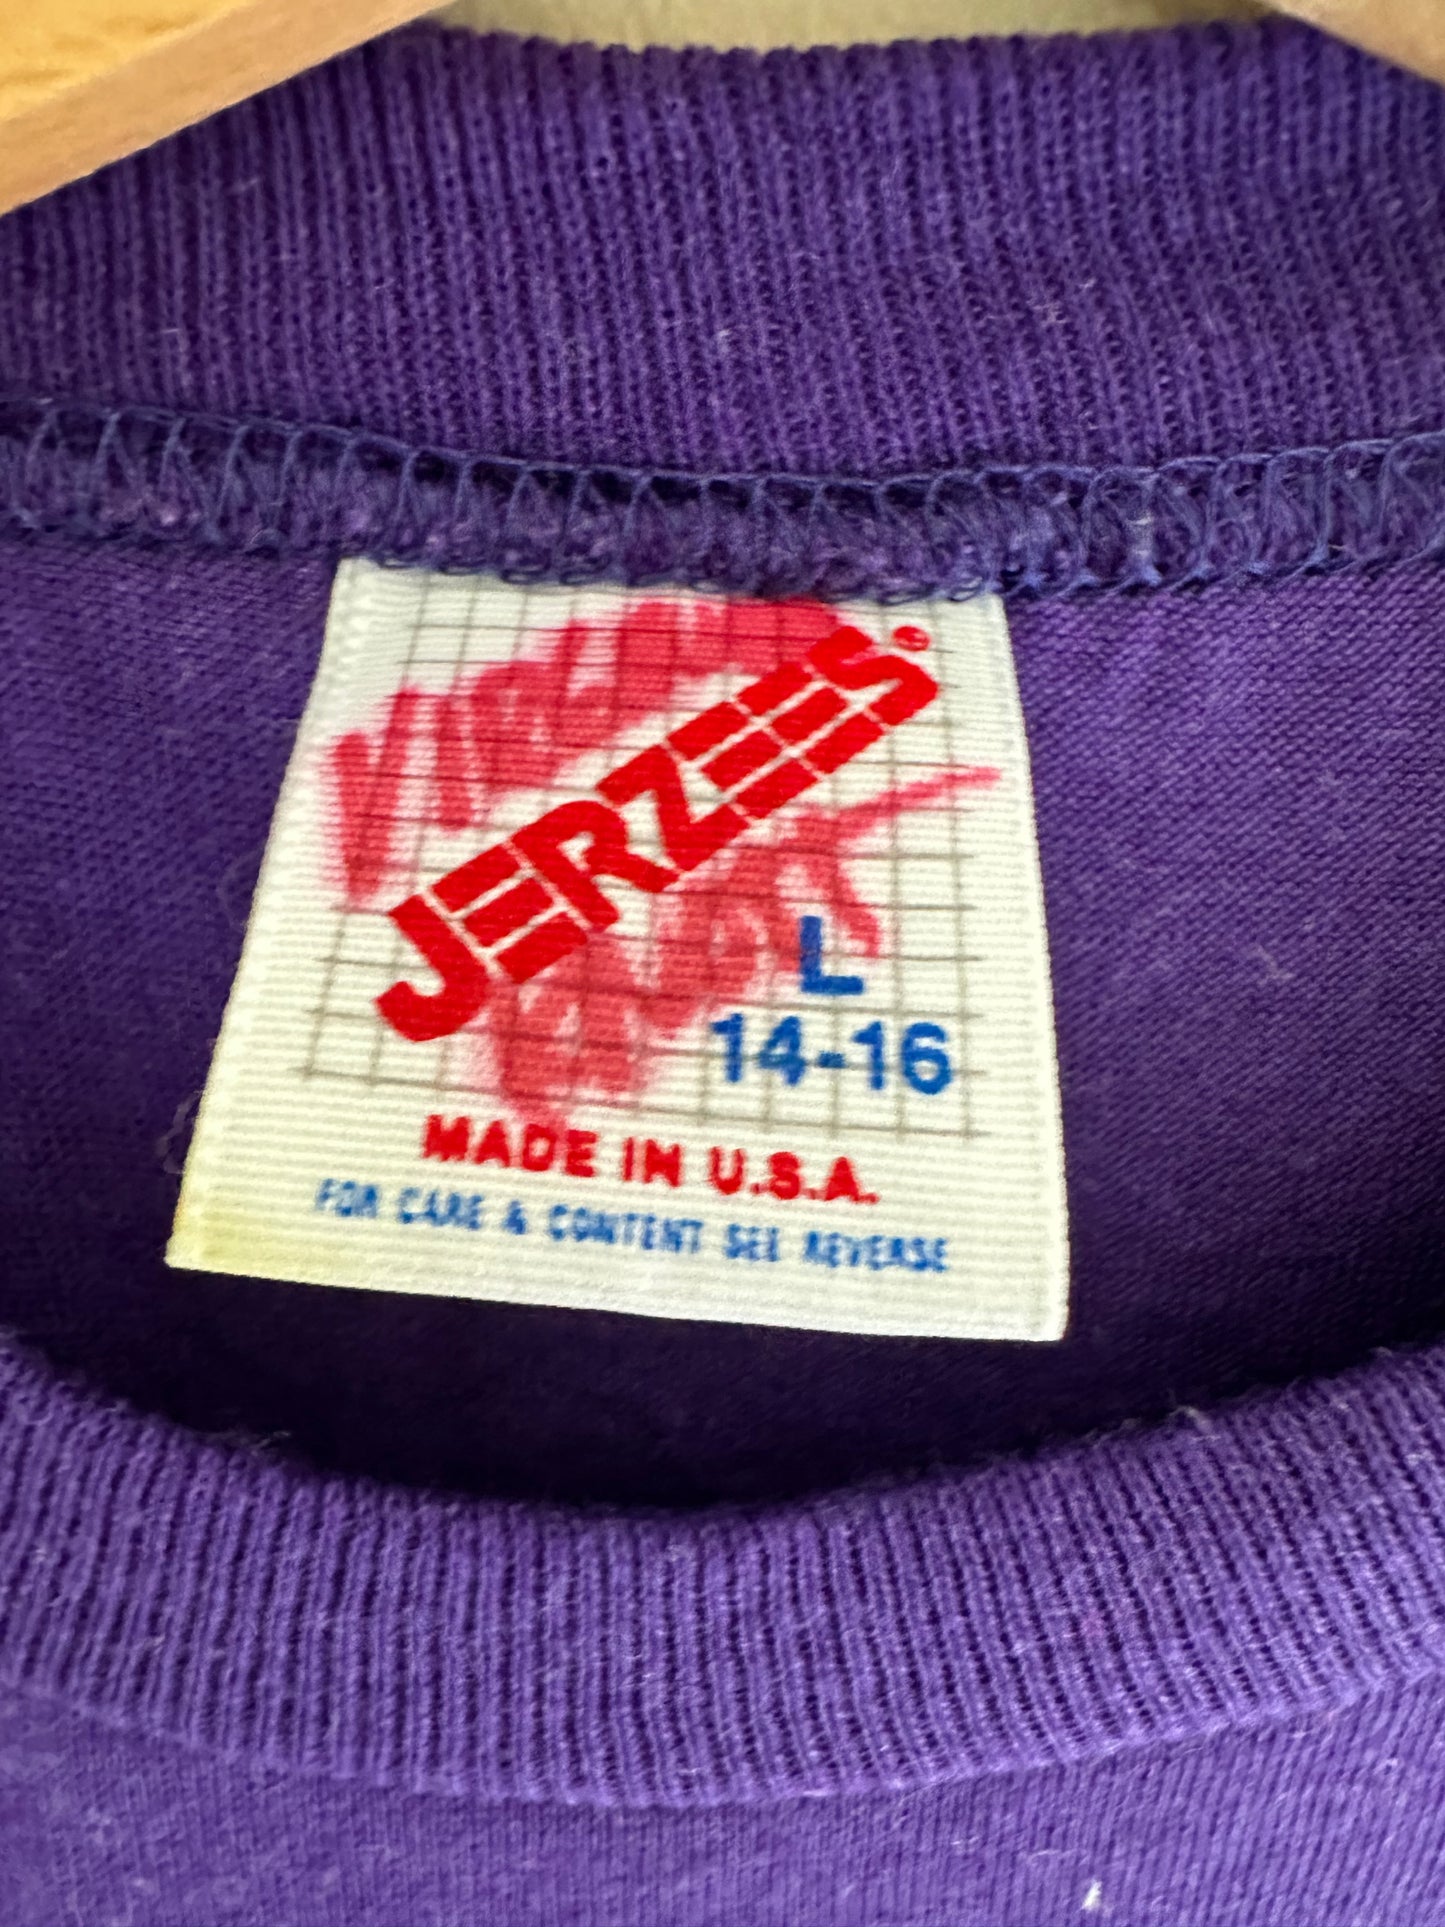 JERZEES®
L
14-16
MADE IN U.S.A.
FOR CARE & CONTENT SEE REVERSE